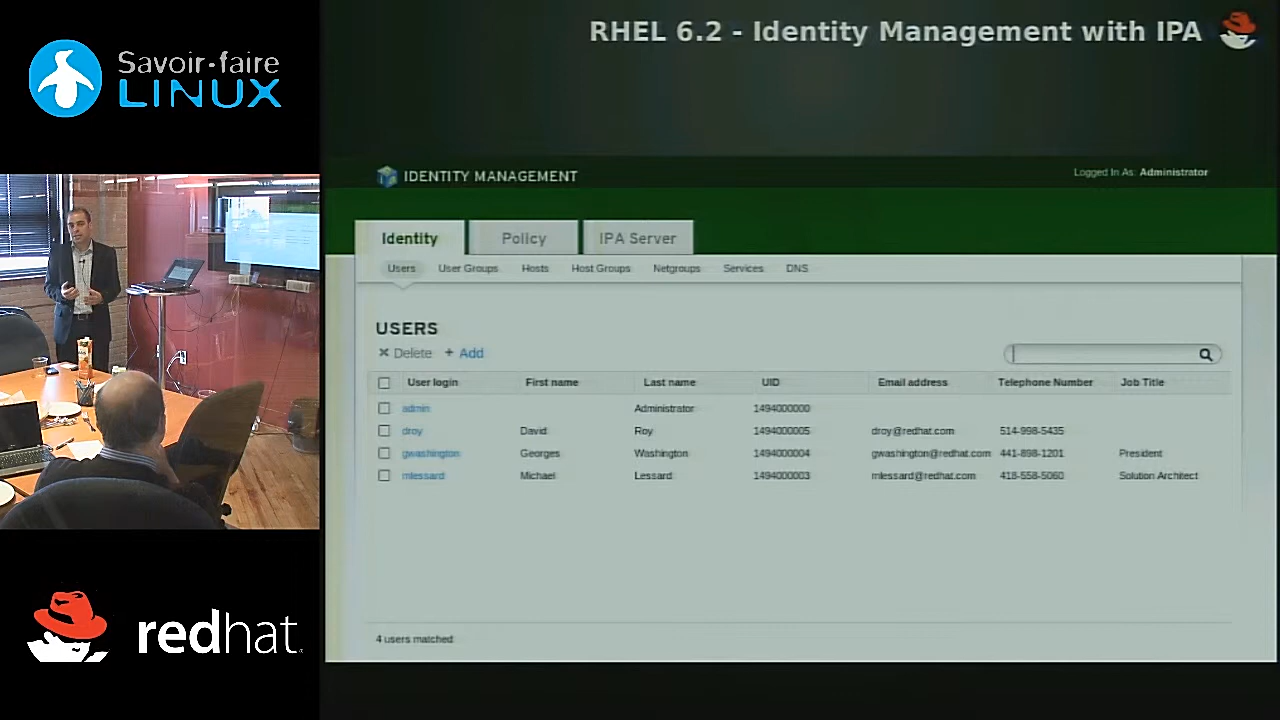 Savoir-faire
LINUX
RHEL 6.2 - Identity Management with IPA
IDENTITY MANAGEMENT
Logged In As: Administrator
Identity Policy IPA Server
Users User Groups Hosts Host Groups Netgroups Services DNS
USERS
Delete + Add
User login First name Last name UID Email address Telephone Number Job Title
admin Administrator 1494000000
droy David Roy 1494000005 droy@redhat.com 514-998-5435
gwashington Georges Washington 1494000004 gwashington@redhat.com 441-898-1201 President
mlessard Michael Lessard 1494000003 mlessard@redhat.com 418-558-5060 Solution Architect
4 users matched
redhat.